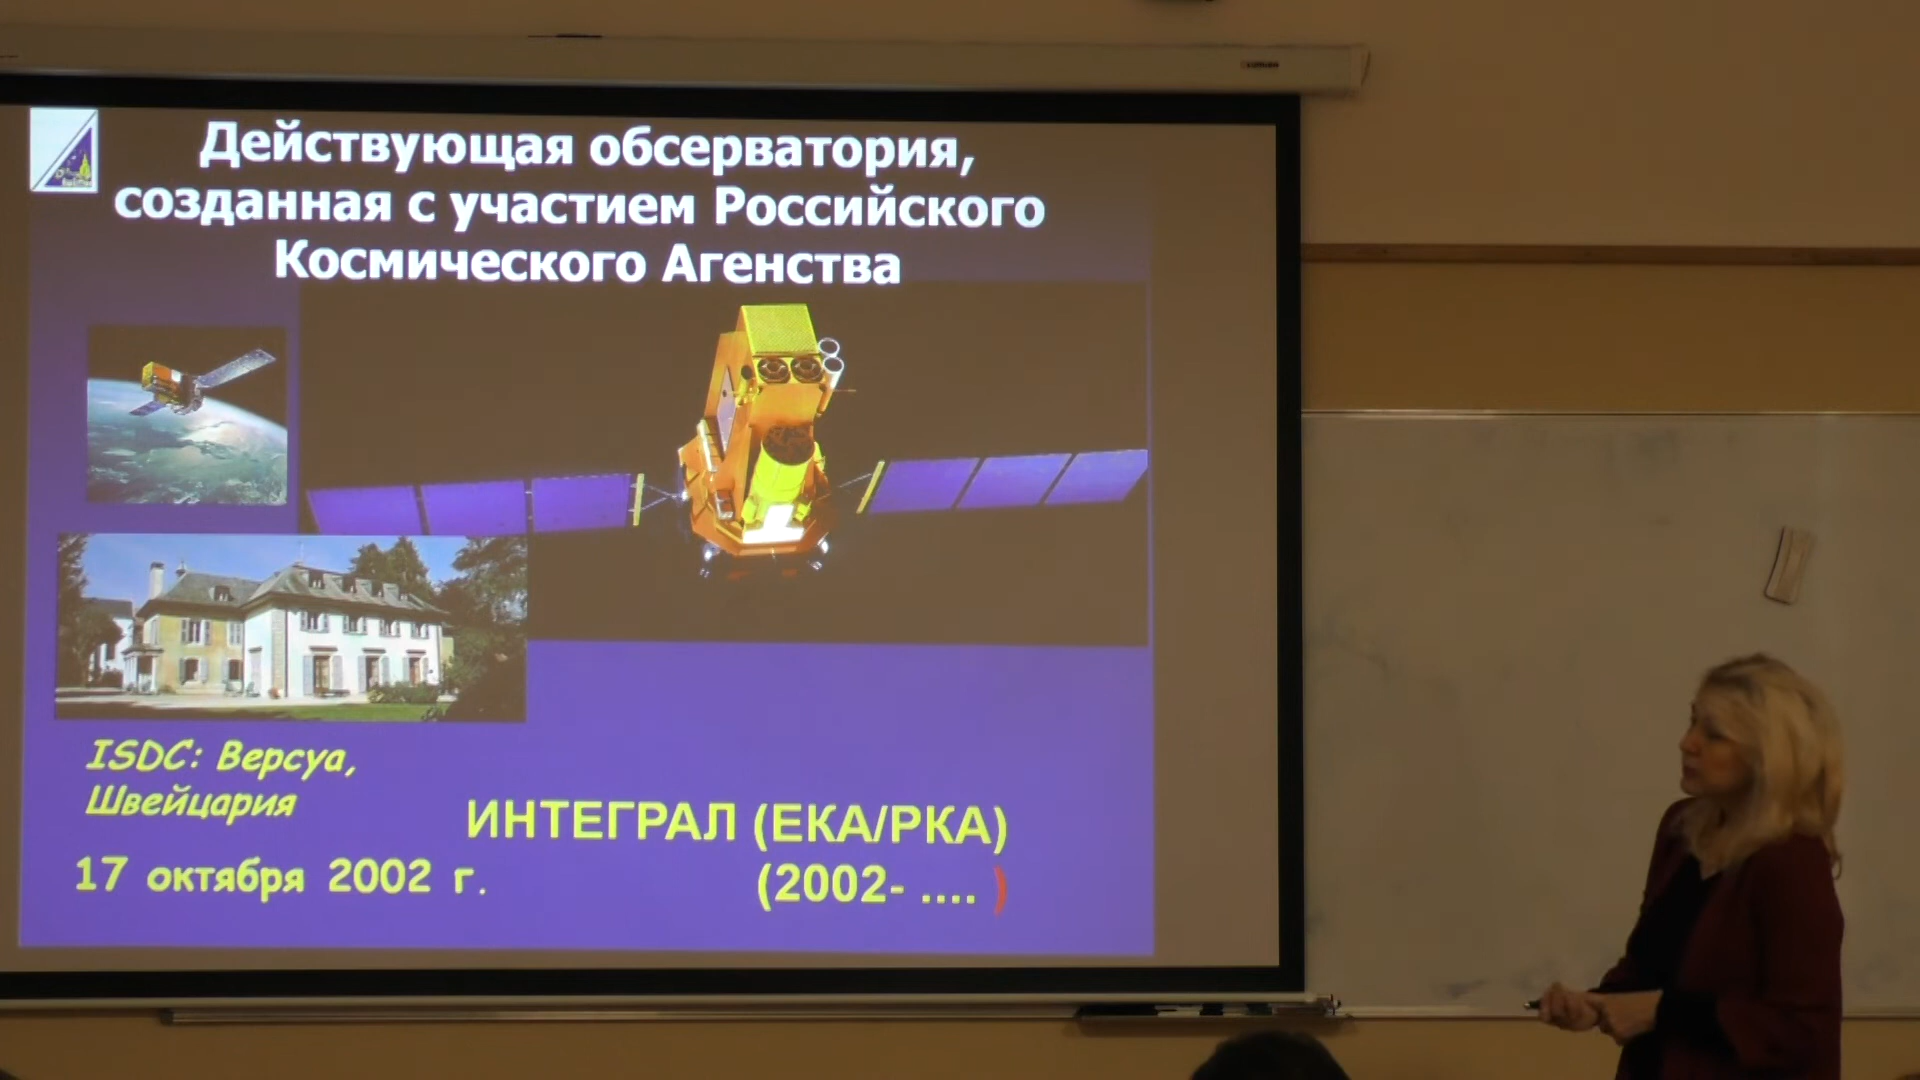 Действующая обсерватория,
созданная с участием Российского
Космического Агенства
ISDC: Версуа,
Швейцария
ИНТЕГРАЛ (ЕКА/РКА)
17 октября 2002 г.
(2002- .... )